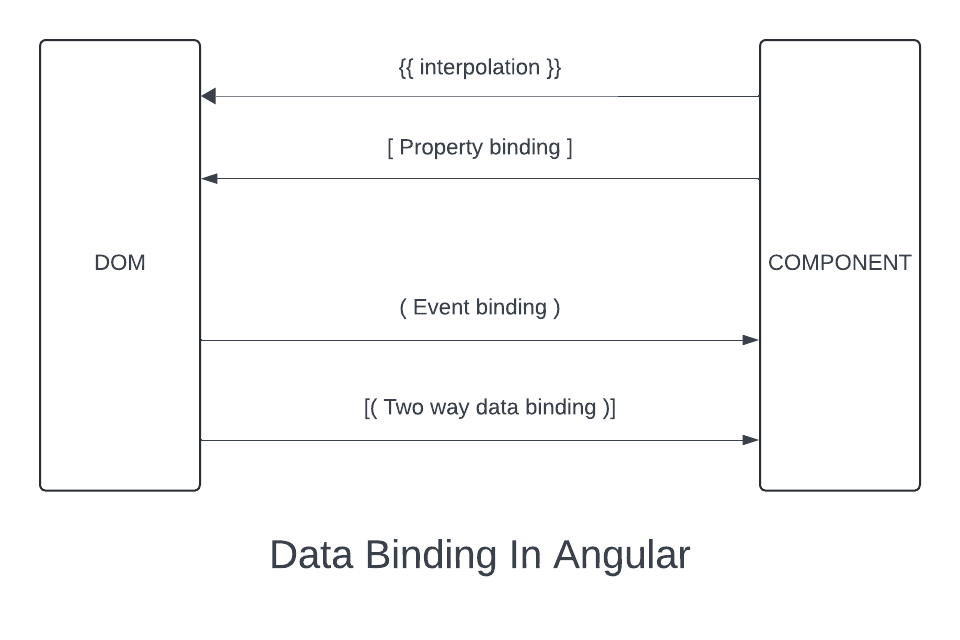 {{ interpolation }}
[ Property binding ]
DOM
COMPONENT
( Event binding )
[( Two way data binding )]
Data Binding In Angular